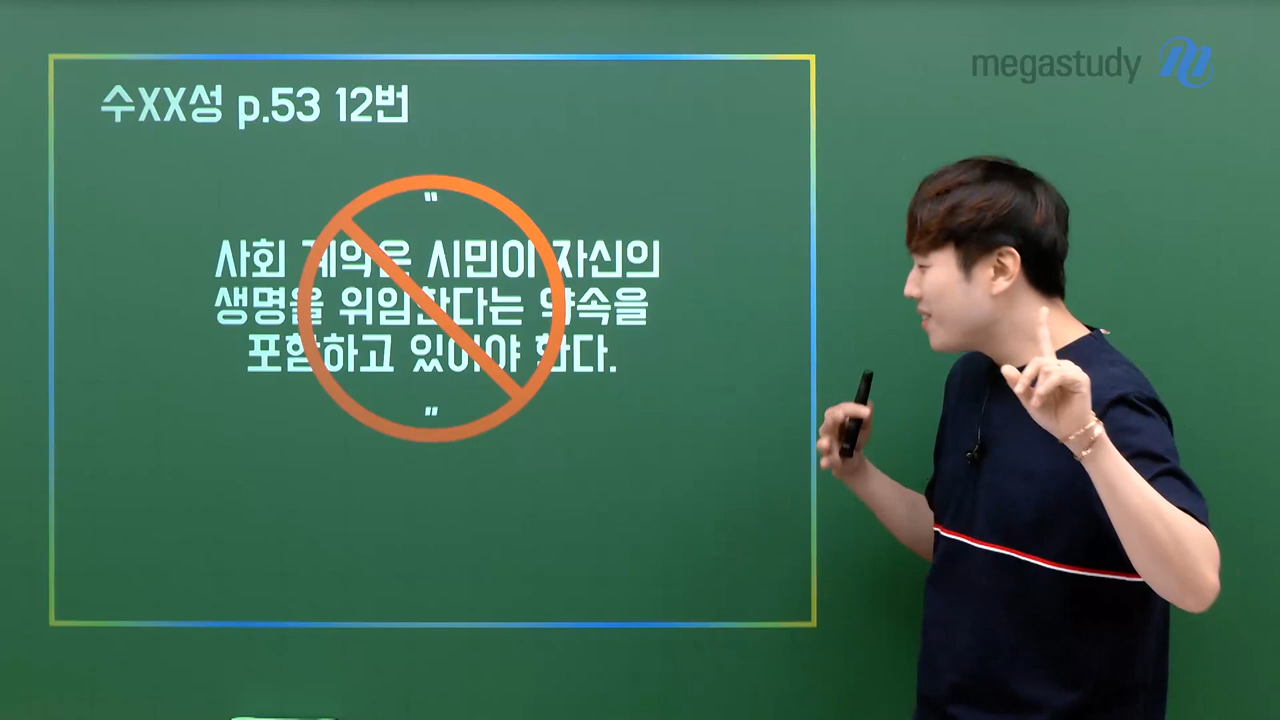 megastudy
수XX성 p.53 12번
"
사회 계약은 시민이 자신의
생명을 위임한다는 약속을
포함하고 있어야 한다.
"